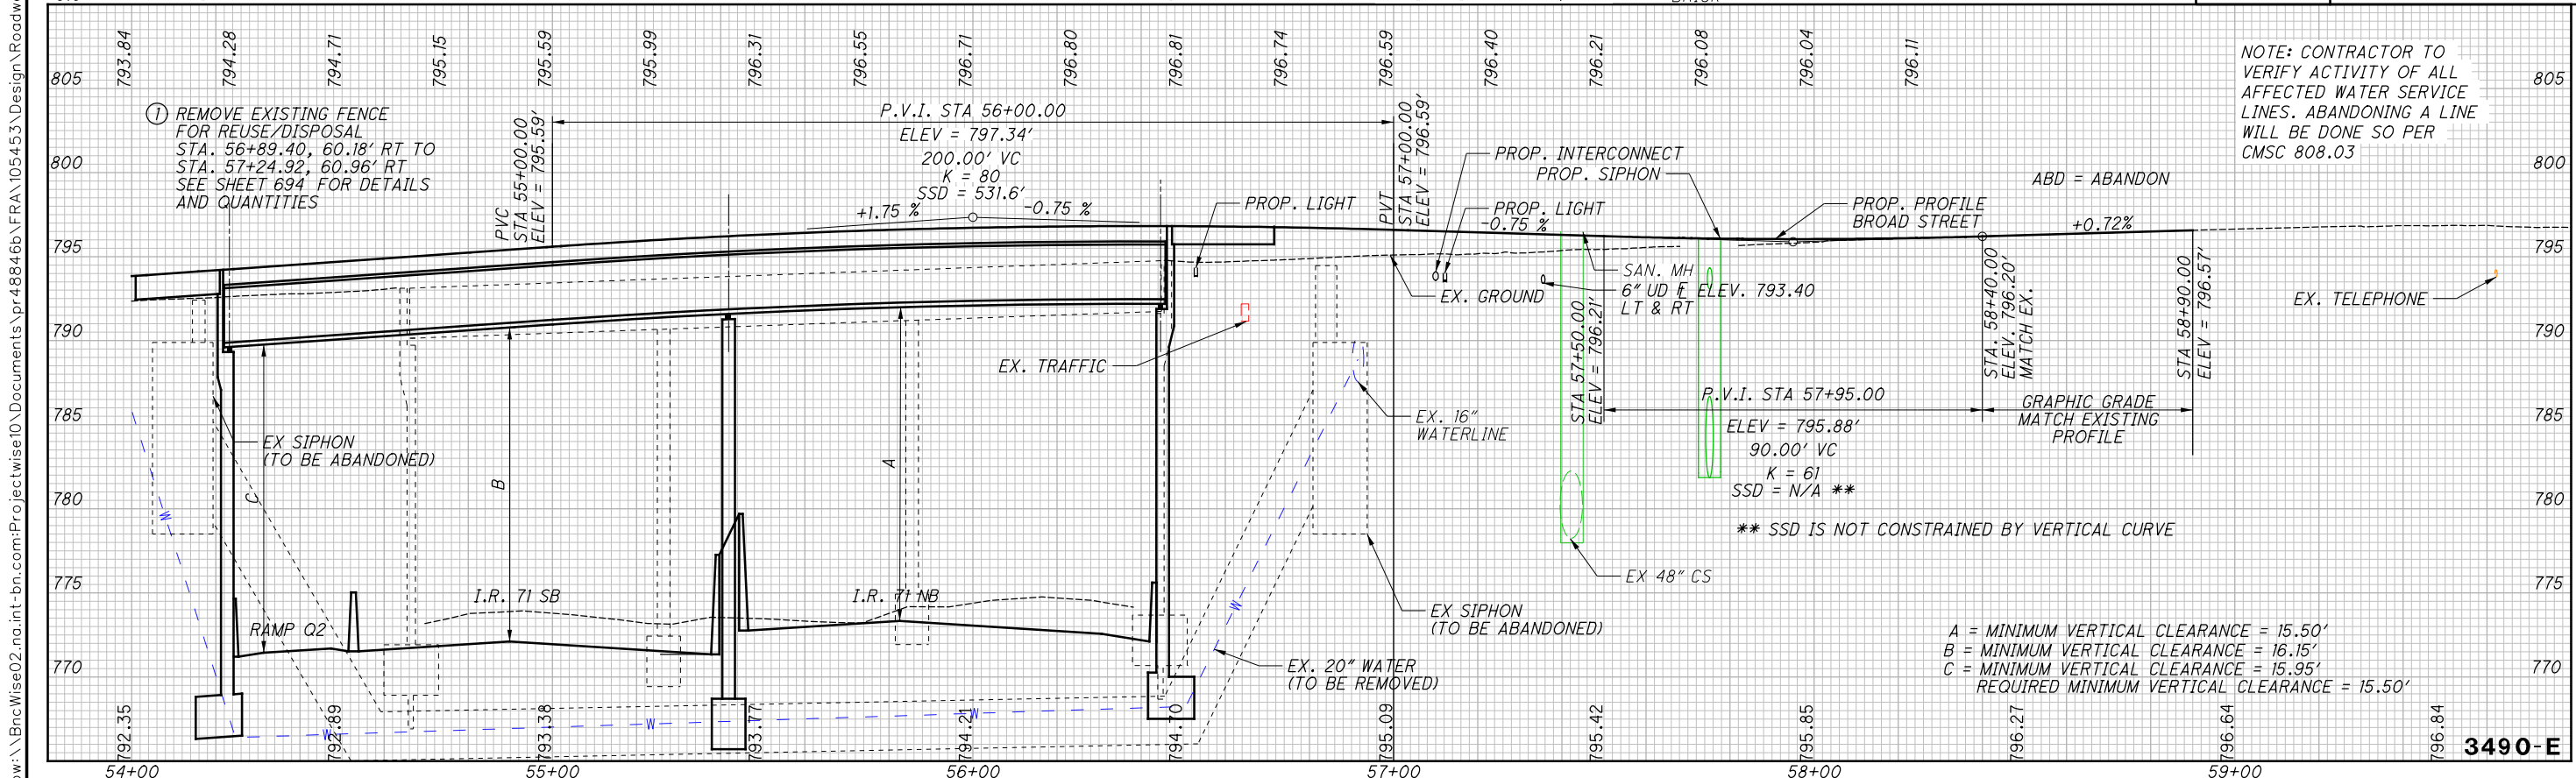 793.84
794.28
794.71
795.15
795.59
795.99
796.31
796.55
796.71
796.80
796.81
796.74
796.59
796.40
796.21
796.08
796.04
796.11
805
800
795
790
785
780
775
770
805
800
795
790
785
780
775
770
1 REMOVE EXISTING FENCE
FOR REUSE/DISPOSAL
STA. 56+89.40, 60.18' RT TO
STA. 57+24.92, 60.96' RT
SEE SHEET 694 FOR DETAILS
AND QUANTITIES
PVC
STA 55+00.00
ELEV = 795.59'
P.V.I. STA 56+00.00
ELEV = 797.34'
200.00' VC
K = 80
SSD = 531.6'
+1.75 %
-0.75 %
PVT
STA 57+00.00
ELEV = 796.59'
PROP. LIGHT
PROP. INTERCONNECT
PROP. SIPHON
PROP. LIGHT
-0.75 %
PROP. PROFILE
BROAD STREET
+0.72%
ABD = ABANDON
NOTE: CONTRACTOR TO
VERIFY ACTIVITY OF ALL
AFFECTED WATER SERVICE
LINES. ABANDONING A LINE
WILL BE DONE SO PER
CMSC 808.03
SAN. MH
6" UD ℄ ELEV. 793.40
LT & RT
EX. GROUND
EX. TRAFFIC
EX. TELEPHONE
STA 57+50.00
ELEV = 796.21'
STA. 58+40.00
ELEV. 796.20'
MATCH EX.
STA 58+90.00
ELEV = 796.57'
P.V.I. STA 57+95.00
ELEV = 795.88'
90.00' VC
K = 61
SSD = N/A **
GRAPHIC GRADE
MATCH EXISTING
PROFILE
** SSD IS NOT CONSTRAINED BY VERTICAL CURVE
EX. 16"
WATERLINE
EX SIPHON
(TO BE ABANDONED)
C
B
A
W
W
W
W
W
W
I.R. 71 SB
I.R. 71 NB
RAMP Q2
EX 48" CS
EX SIPHON
(TO BE ABANDONED)
EX. 20" WATER
(TO BE REMOVED)
A = MINIMUM VERTICAL CLEARANCE = 15.50'
B = MINIMUM VERTICAL CLEARANCE = 16.15'
C = MINIMUM VERTICAL CLEARANCE = 15.95'
REQUIRED MINIMUM VERTICAL CLEARANCE = 15.50'
792.35
792.89
793.38
793.77
794.21
794.70
795.09
795.42
795.85
796.27
796.64
796.84
3490-E
54+00
55+00
56+00
57+00
58+00
59+00